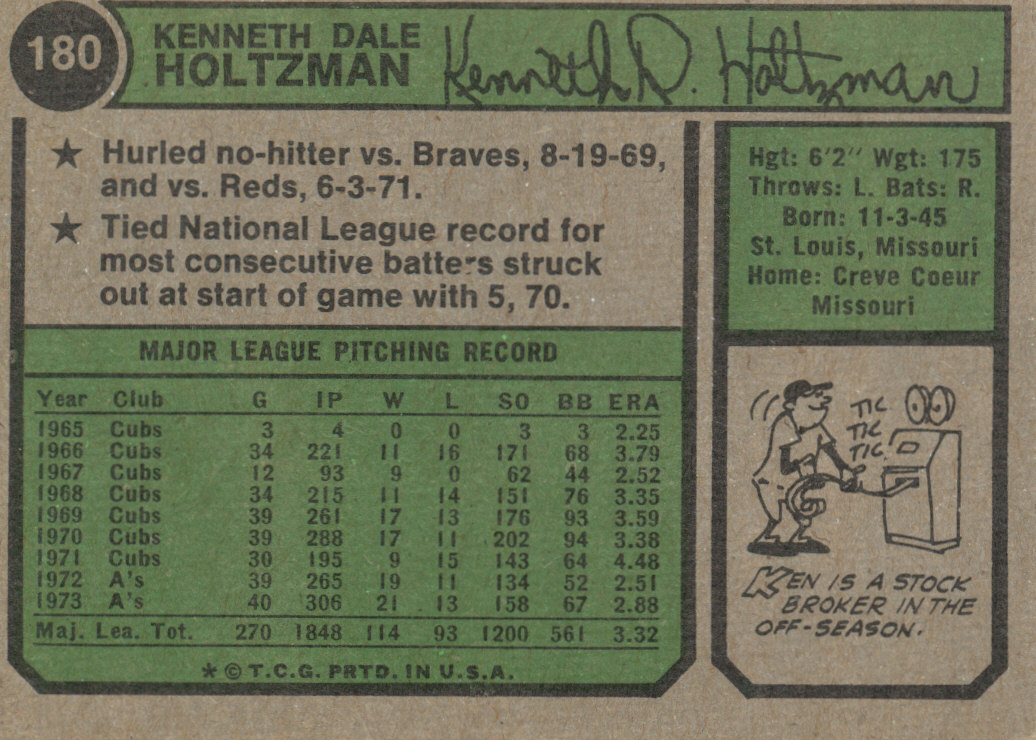 180
KENNETH DALE
HOLTZMAN
Kenneth D. Holtzman
★ Hurled no-hitter vs. Braves, 8-19-69,
and vs. Reds, 6-3-71.
★ Tied National League record for
most consecutive batters struck
out at start of game with 5, 70.
Hgt: 6'2" Wgt: 175
Throws: L. Bats: R.
Born: 11-3-45
St. Louis, Missouri
Home: Creve Coeur
Missouri
MAJOR LEAGUE PITCHING RECORD
Year Club G IP W L SO BB ERA
1965 Cubs 3 4 0 0 3 3 2.25
1966 Cubs 34 221 11 16 171 68 3.79
1967 Cubs 12 93 9 0 62 44 2.52
1968 Cubs 34 215 11 14 151 76 3.35
1969 Cubs 39 261 17 13 176 93 3.59
1970 Cubs 39 288 17 11 202 94 3.38
1971 Cubs 30 195 9 15 143 64 4.48
1972 A's 39 265 19 11 134 52 2.51
1973 A's 40 306 21 13 158 67 2.88
Maj. Lea. Tot. 270 1848 114 93 1200 561 3.32
* © T.C.G. PRTD. IN U.S.A.
TIC
TIC
TIC
KEN IS A STOCK
BROKER IN THE
OFF-SEASON.